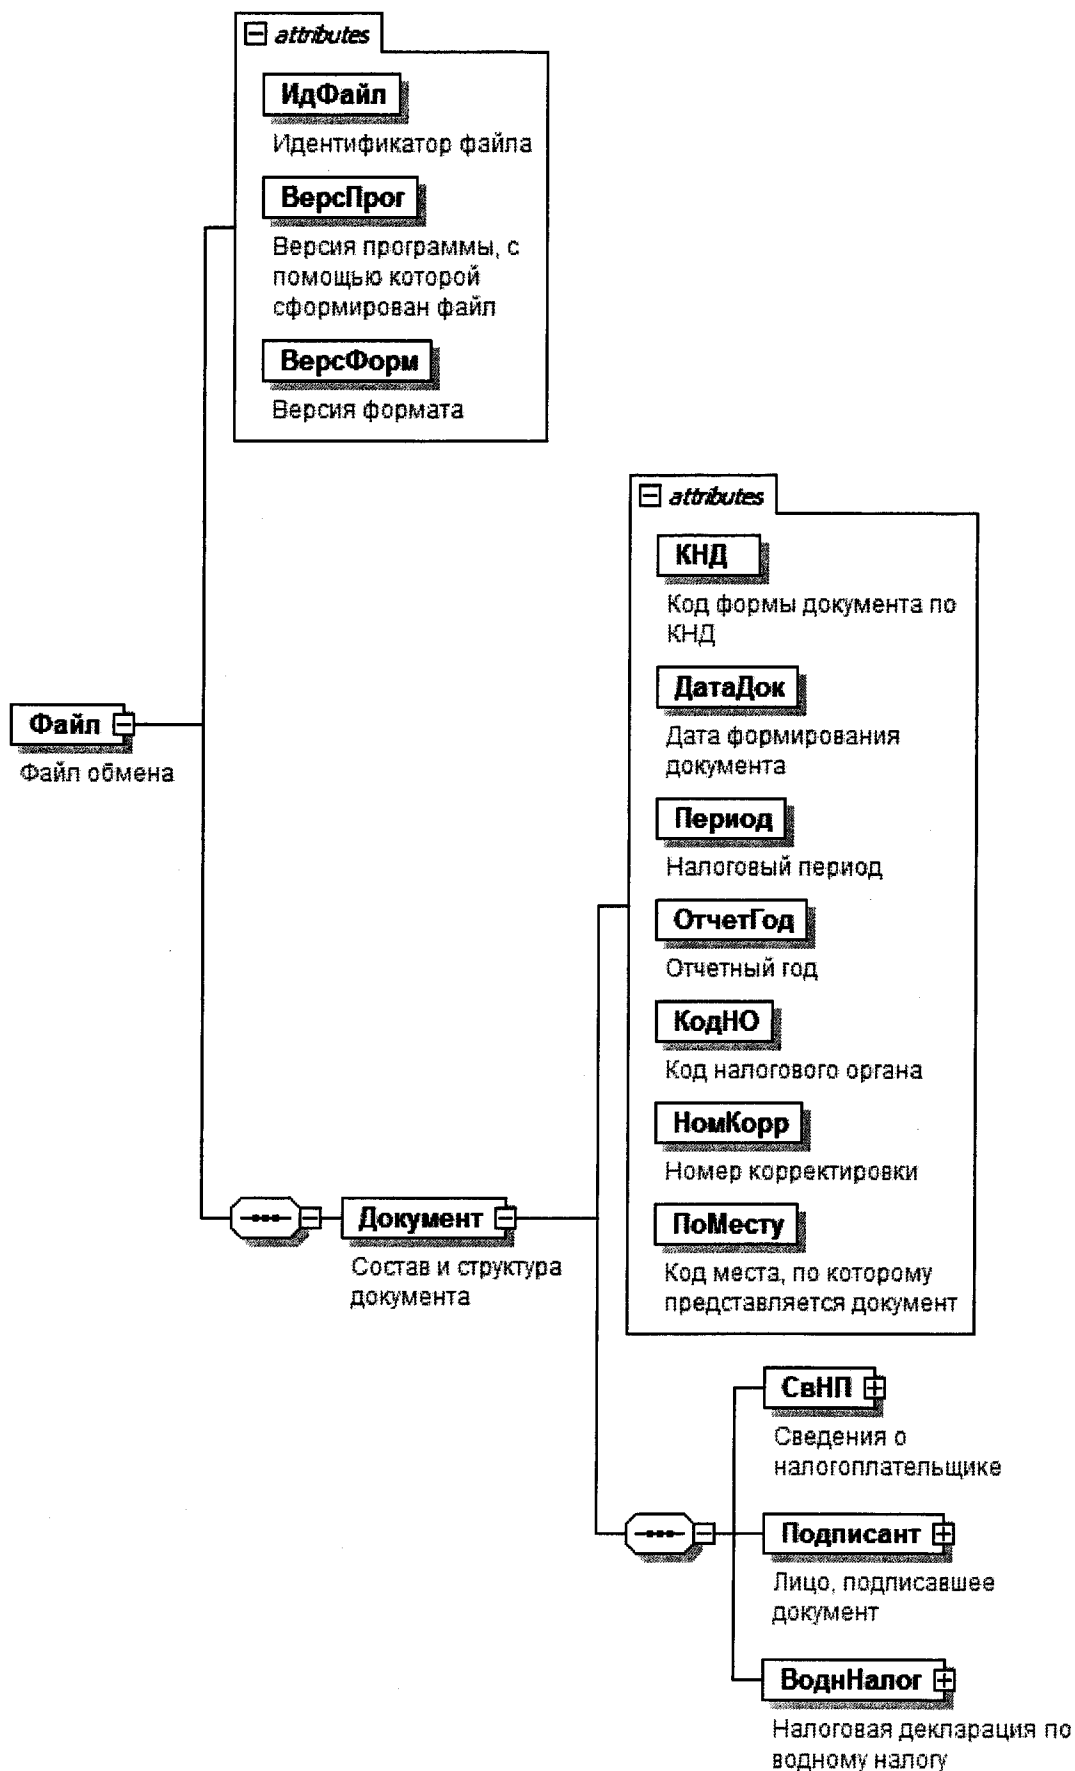 attributes
ИдФайл
Идентификатор файла
ВерсПрог
Версия программы, с
помощью которой
сформирован файл
ВерсФорм
Версия формата
attributes
КНД
Код формы документа по
КНД
ДатаДок
Дата формирования
документа
Период
Налоговый период
ОтчетГод
Отчетный год
КодНО
Код налогового органа
НомКорр
Номер корректировки
ПоМесту
Код места, по которому
представляется документ
Файл
Файл обмена
Документ
Состав и структура
документа
СвНП
Сведения о
налогоплательщике
Подписант
Лицо, подписавшее
документ
ВоднНалог
Налоговая декларация по
водному налогу